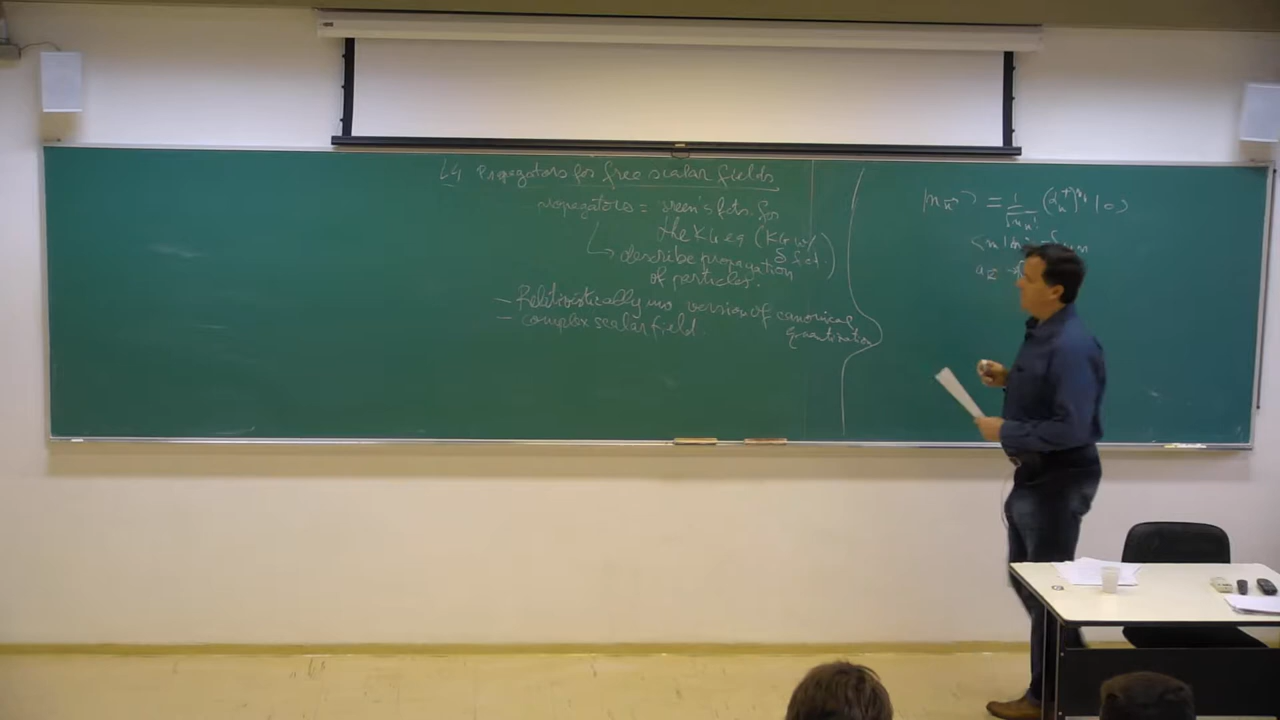 L4 Propagators for free scalar fields
propagators = Green's fcts. for
the KG eq (KG w/
δ fct.)
↳ describe propagation
of particles.
– Relativistically inv version of canonical
quantization
– complex scalar field.
|n_k⃗⟩ = 1/√n_k! (a_k†)^n_k |0⟩